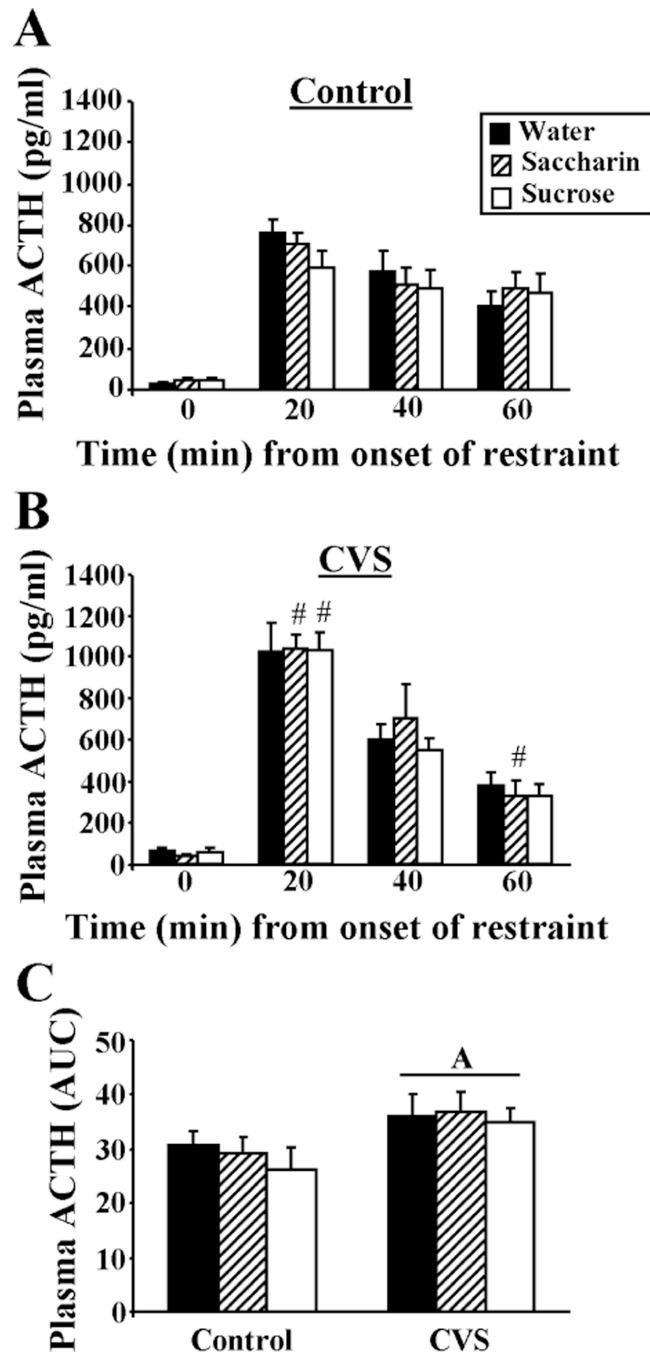 A
Control
Plasma ACTH (pg/ml)
1400
1200
1000
800
600
400
200
0
Water
Saccharin
Sucrose
0 20 40 60
Time (min) from onset of restraint
B
CVS
Plasma ACTH (pg/ml)
1400
1200
1000
800
600
400
200
0
# #
#
0 20 40 60
Time (min) from onset of restraint
C
Plasma ACTH (AUC)
50
40
30
20
10
0
A
Control CVS